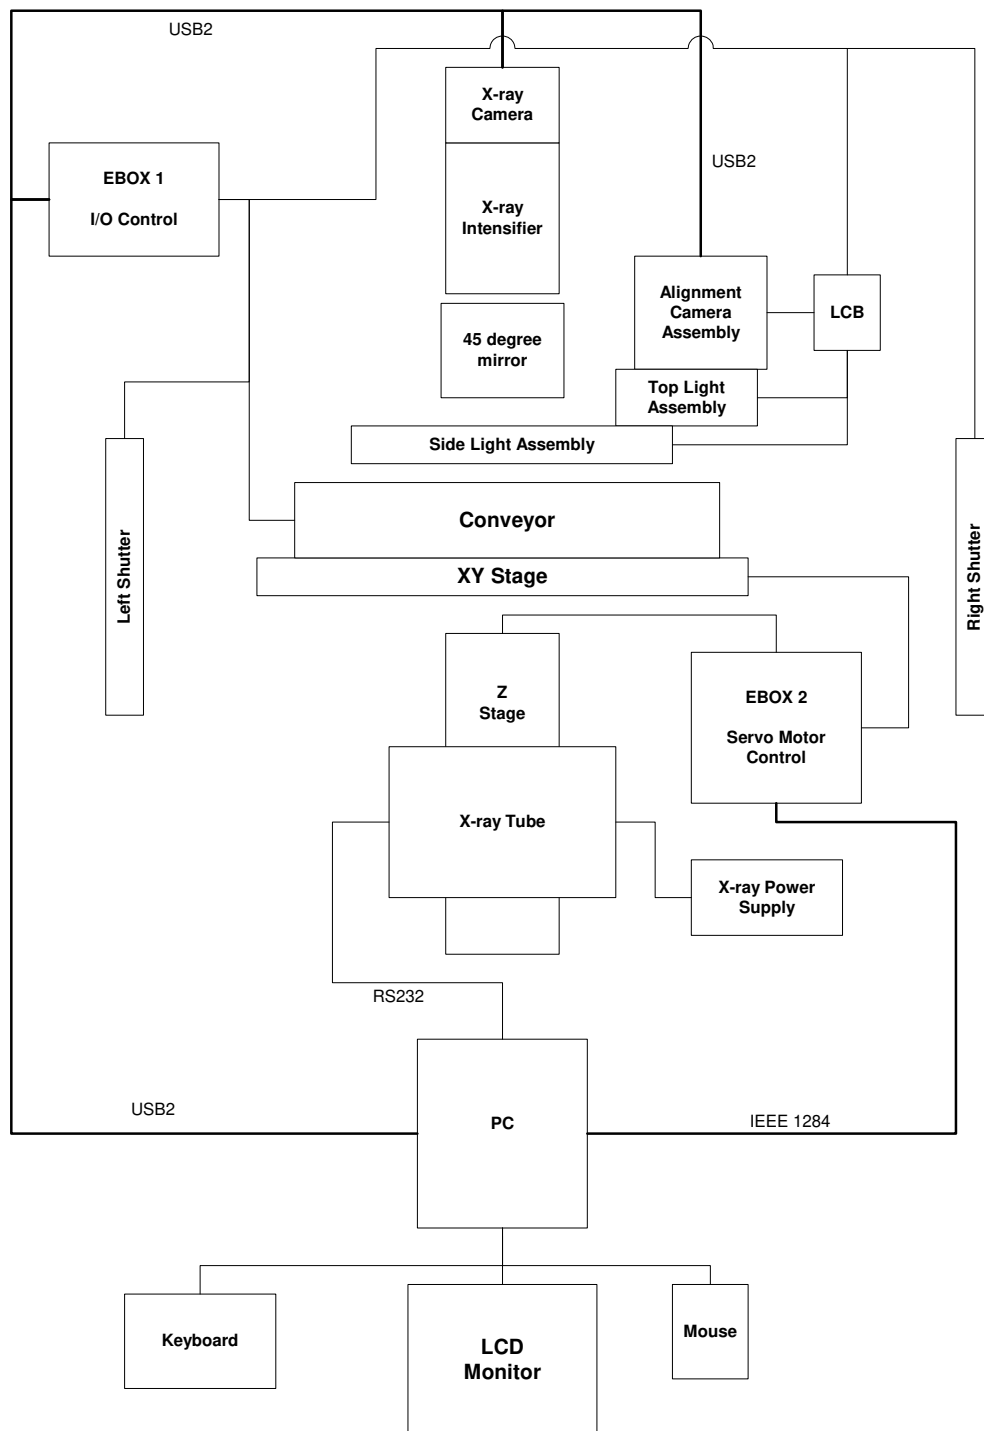 USB2
X-ray
Camera
USB2
EBOX 1
I/O Control
X-ray
Intensifier
Alignment
Camera
Assembly
LCB
45 degree
mirror
Top Light
Assembly
Side Light Assembly
Conveyor
XY Stage
Left Shutter
Right Shutter
Z
Stage
EBOX 2
Servo Motor
Control
X-ray Tube
X-ray Power
Supply
RS232
USB2
PC
IEEE 1284
Keyboard
LCD
Monitor
Mouse